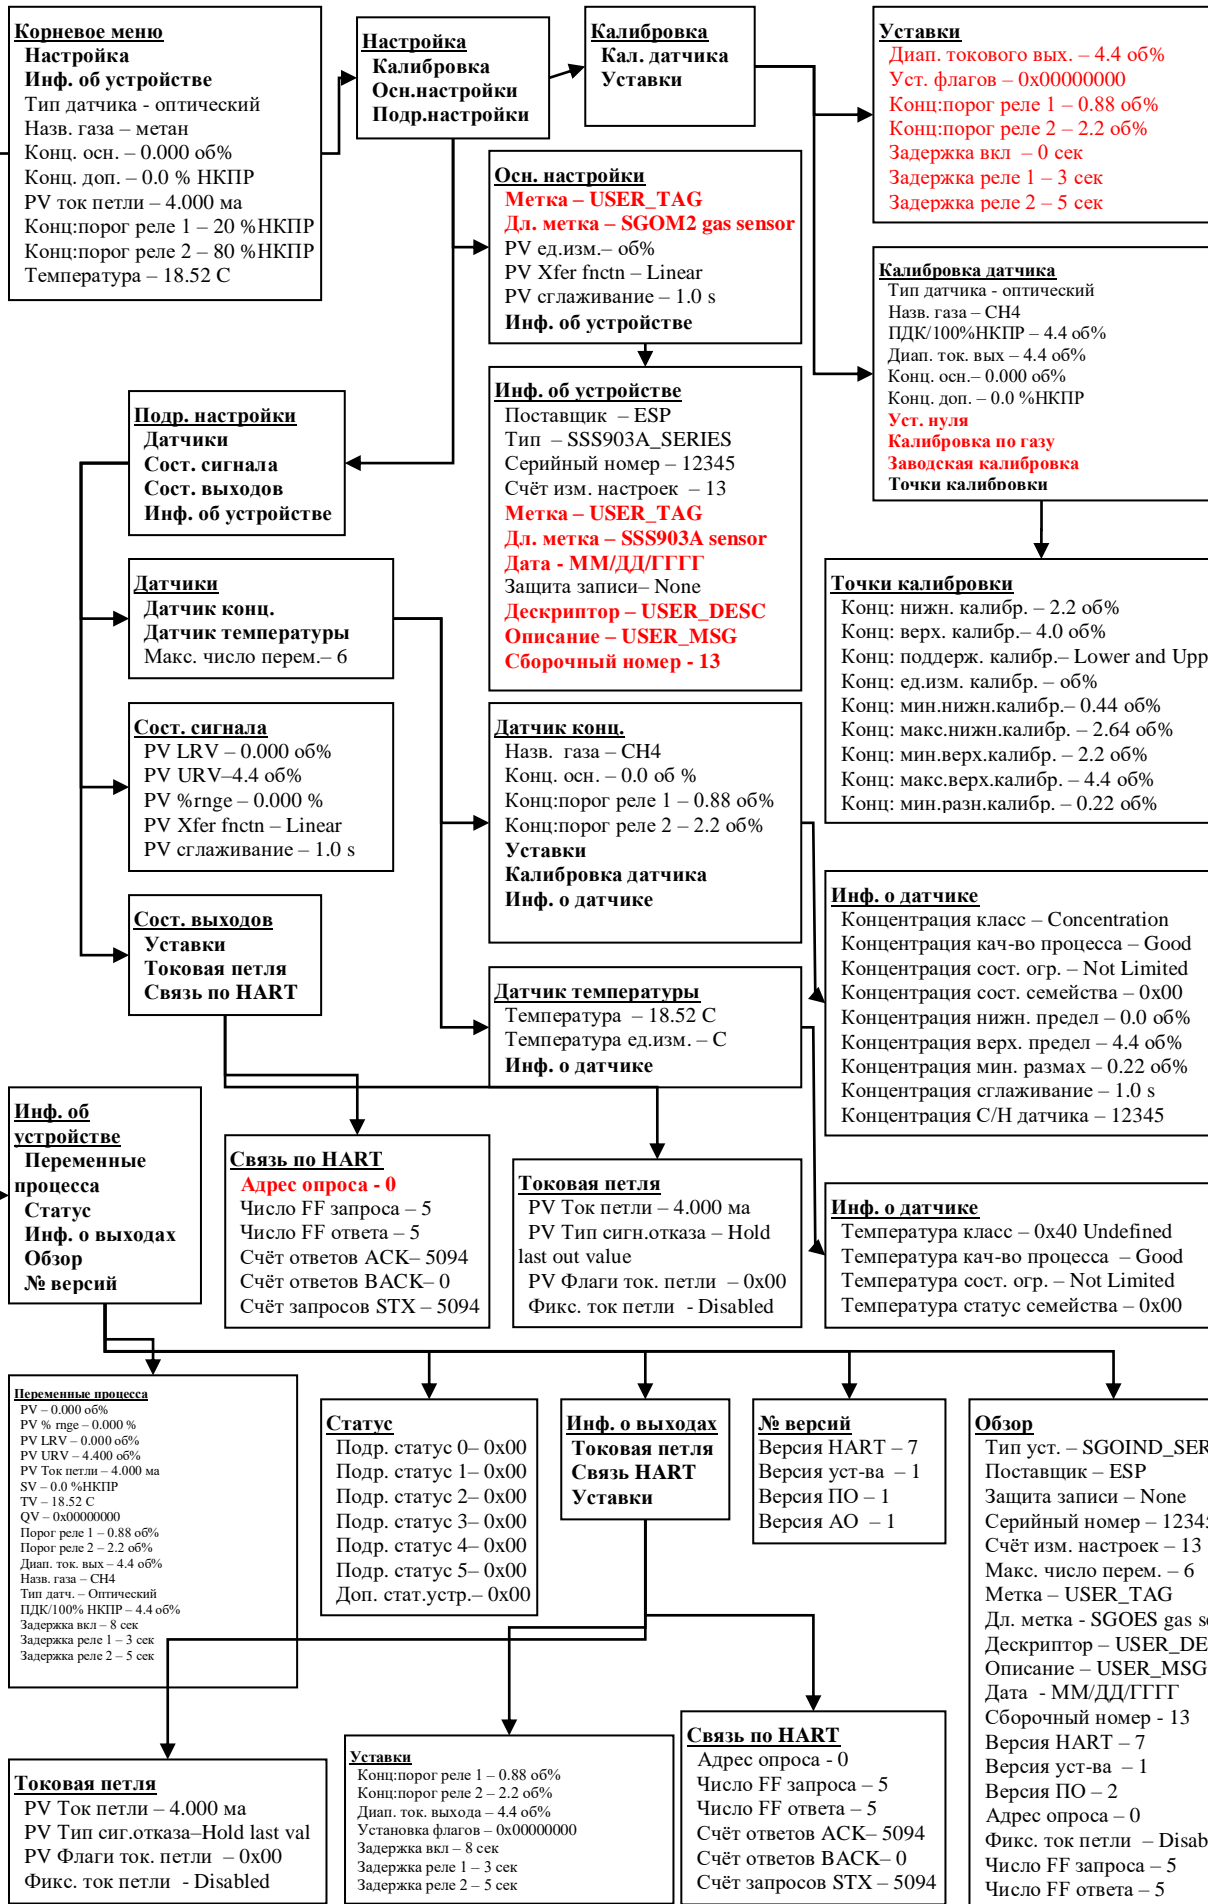 Корневое меню
Настройка
Инф. об устройстве
Тип датчика - оптический
Назв. газа – метан
Конц. осн. – 0.000 об%
Конц. доп. – 0.0 % НКПР
PV ток петли – 4.000 ма
Конц:порог реле 1 – 20 %НКПР
Конц:порог реле 2 – 80 %НКПР
Температура – 18.52 С
Настройка
Калибровка
Осн.настройки
Подр.настройки
Калибровка
Кал. датчика
Уставки
Уставки
Диап. токового вых. – 4.4 об%
Уст. флагов – 0x00000000
Конц:порог реле 1 – 0.88 об%
Конц:порог реле 2 – 2.2 об%
Задержка вкл – 0 сек
Задержка реле 1 – 3 сек
Задержка реле 2 – 5 сек
Осн. настройки
Метка – USER_TAG
Дл. метка – SGOM2 gas sensor
PV ед.изм.– об%
PV Xfer fnctn – Linear
PV сглаживание – 1.0 s
Инф. об устройстве
Калибровка датчика
Тип датчика - оптический
Назв. газа – CH4
ПДК/100%НКПР – 4.4 об%
Диап. ток. вых – 4.4 об%
Конц. осн.– 0.000 об%
Конц. доп. – 0.0 %НКПР
Уст. нуля
Калибровка по газу
Заводская калибровка
Точки калибровки
Инф. об устройстве
Поставщик – ESP
Тип – SSS903A_SERIES
Серийный номер – 12345
Счёт изм. настроек – 13
Метка – USER_TAG
Дл. метка – SSS903A sensor
Дата - ММ/ДД/ГГГГ
Защита записи– None
Дескриптор – USER_DESC
Описание – USER_MSG
Сборочный номер - 13
Подр. настройки
Датчики
Сост. сигнала
Сост. выходов
Инф. об устройстве
Датчики
Датчик конц.
Датчик температуры
Макс. число перем.– 6
Точки калибровки
Конц: нижн. калибр. – 2.2 об%
Конц: верх. калибр.– 4.0 об%
Конц: поддерж. калибр.– Lower and Upp
Конц: ед.изм. калибр. – об%
Конц: мин.нижн.калибр.– 0.44 об%
Конц: макс.нижн.калибр. – 2.64 об%
Конц: мин.верх.калибр. – 2.2 об%
Конц: макс.верх.калибр. – 4.4 об%
Конц: мин.разн.калибр. – 0.22 об%
Сост. сигнала
PV LRV – 0.000 об%
PV URV–4.4 об%
PV %rnge – 0.000 %
PV Xfer fnctn – Linear
PV сглаживание – 1.0 s
Датчик конц.
Назв. газа – CH4
Конц. осн. – 0.0 об %
Конц:порог реле 1 – 0.88 об%
Конц:порог реле 2 – 2.2 об%
Уставки
Калибровка датчика
Инф. о датчике
Сост. выходов
Уставки
Токовая петля
Связь по HART
Инф. о датчике
Концентрация класс – Concentration
Концентрация кач-во процесса – Good
Концентрация сост. огр. – Not Limited
Концентрация сост. семейства – 0x00
Концентрация нижн. предел – 0.0 об%
Концентрация верх. предел – 4.4 об%
Концентрация мин. размах – 0.22 об%
Концентрация сглаживание – 1.0 s
Концентрация С/Н датчика – 12345
Датчик температуры
Температура – 18.52 С
Температура ед.изм. – С
Инф. о датчике
Инф. об
устройстве
Переменные
процесса
Статус
Инф. о выходах
Обзор
№ версий
Связь по HART
Адрес опроса - 0
Число FF запроса – 5
Число FF ответа – 5
Счёт ответов ACK– 5094
Счёт ответов BACK– 0
Счёт запросов STX – 5094
Токовая петля
PV Ток петли – 4.000 ма
PV Тип сигн.отказа – Hold
last out value
PV Флаги ток. петли – 0x00
Фикс. ток петли - Disabled
Инф. о датчике
Температура класс – 0x40 Undefined
Температура кач-во процесса – Good
Температура сост. огр. – Not Limited
Температура статус семейства – 0x00
Переменные процесса
PV – 0.000 об%
PV % rnge – 0.000 %
PV LRV – 0.000 об%
PV URV – 4.400 об%
PV Ток петли – 4.000 ма
SV – 0.0 %НКПР
TV – 18.52 С
QV – 0x00000000
Порог реле 1 – 0.88 об%
Порог реле 2 – 2.2 об%
Диап. ток. вых – 4.4 об%
Назв. газа – CH4
Тип датч. – Оптический
ПДК/100% НКПР – 4.4 об%
Задержка вкл – 8 сек
Задержка реле 1 – 3 сек
Задержка реле 2 – 5 сек
Статус
Подр. статус 0– 0x00
Подр. статус 1– 0x00
Подр. статус 2– 0x00
Подр. статус 3– 0x00
Подр. статус 4– 0x00
Подр. статус 5– 0x00
Доп. стат.устр.– 0x00
Инф. о выходах
Токовая петля
Связь HART
Уставки
№ версий
Версия HART – 7
Версия уст-ва – 1
Версия ПО – 1
Версия АО – 1
Обзор
Тип уст. – SGOIND_SER
Поставщик – ESP
Защита записи – None
Серийный номер – 12345
Счёт изм. настроек – 13
Макс. число перем. – 6
Метка – USER_TAG
Дл. метка - SGOES gas se
Дескриптор – USER_DE
Описание – USER_MSG
Дата - ММ/ДД/ГГГГ
Сборочный номер - 13
Версия HART – 7
Версия уст-ва – 1
Версия ПО – 2
Адрес опроса – 0
Фикс. ток петли – Disab
Число FF запроса – 5
Число FF ответа – 5
Токовая петля
PV Ток петли – 4.000 ма
PV Тип сиг.отказа–Hold last val
PV Флаги ток. петли – 0x00
Фикс. ток петли - Disabled
Уставки
Конц:порог реле 1 – 0.88 об%
Конц:порог реле 2 – 2.2 об%
Диап. ток. выхода – 4.4 об%
Установка флагов – 0x00000000
Задержка вкл – 8 сек
Задержка реле 1 – 3 сек
Задержка реле 2 – 5 сек
Связь по HART
Адрес опроса - 0
Число FF запроса – 5
Число FF ответа – 5
Счёт ответов ACK– 5094
Счёт ответов BACK– 0
Счёт запросов STX – 5094